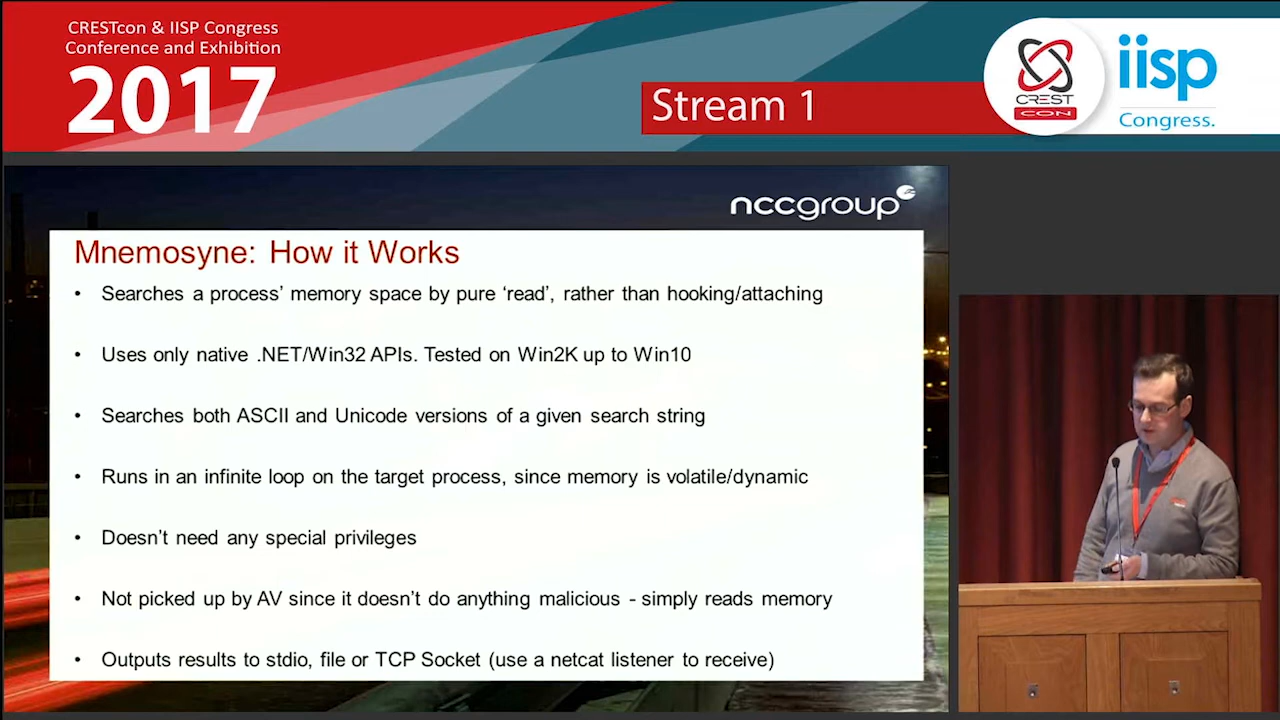 CRESTcon & IISP Congress
Conference and Exhibition
2017
Stream 1
CREST
CON
iisp
Congress.
nccgroup
Mnemosyne: How it Works
• Searches a process’ memory space by pure ‘read’, rather than hooking/attaching
• Uses only native .NET/Win32 APIs. Tested on Win2K up to Win10
• Searches both ASCII and Unicode versions of a given search string
• Runs in an infinite loop on the target process, since memory is volatile/dynamic
• Doesn’t need any special privileges
• Not picked up by AV since it doesn’t do anything malicious - simply reads memory
• Outputs results to stdio, file or TCP Socket (use a netcat listener to receive)